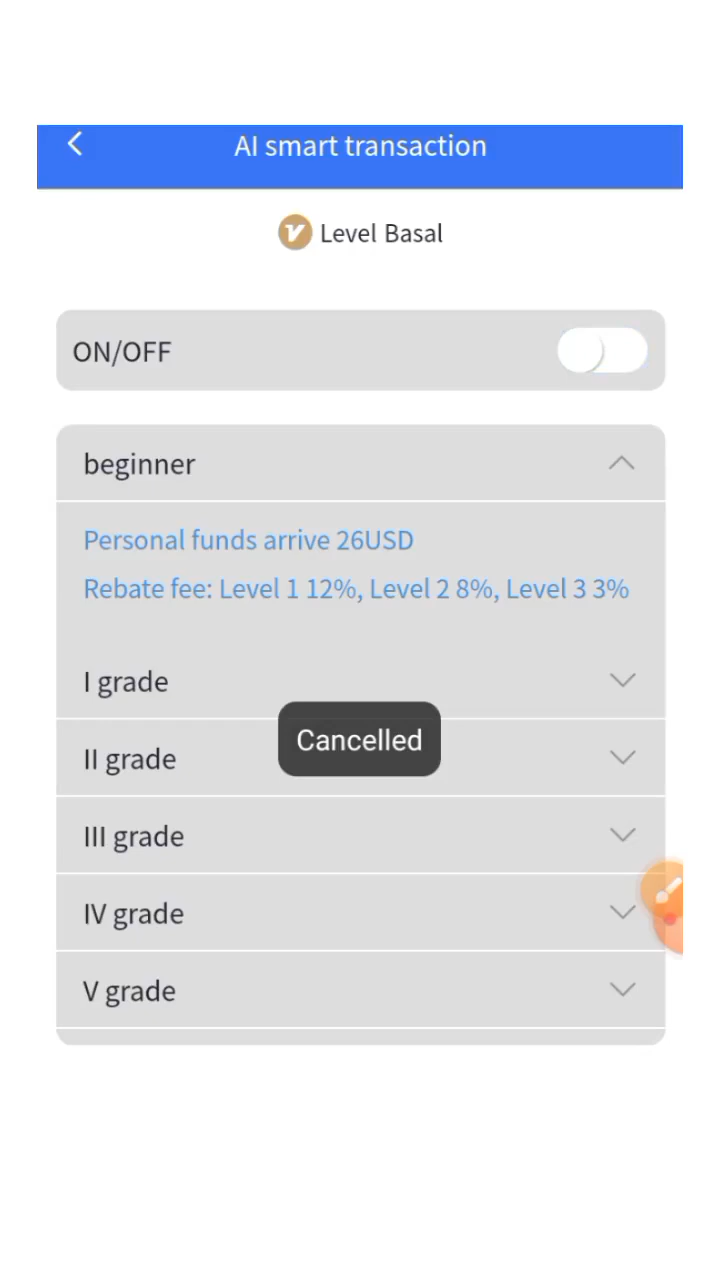 AI smart transaction
Level Basal
ON/OFF
beginner
Personal funds arrive 26USD
Rebate fee: Level 1 12%, Level 2 8%, Level 3 3%
I grade
Cancelled
II grade
III grade
IV grade
V grade